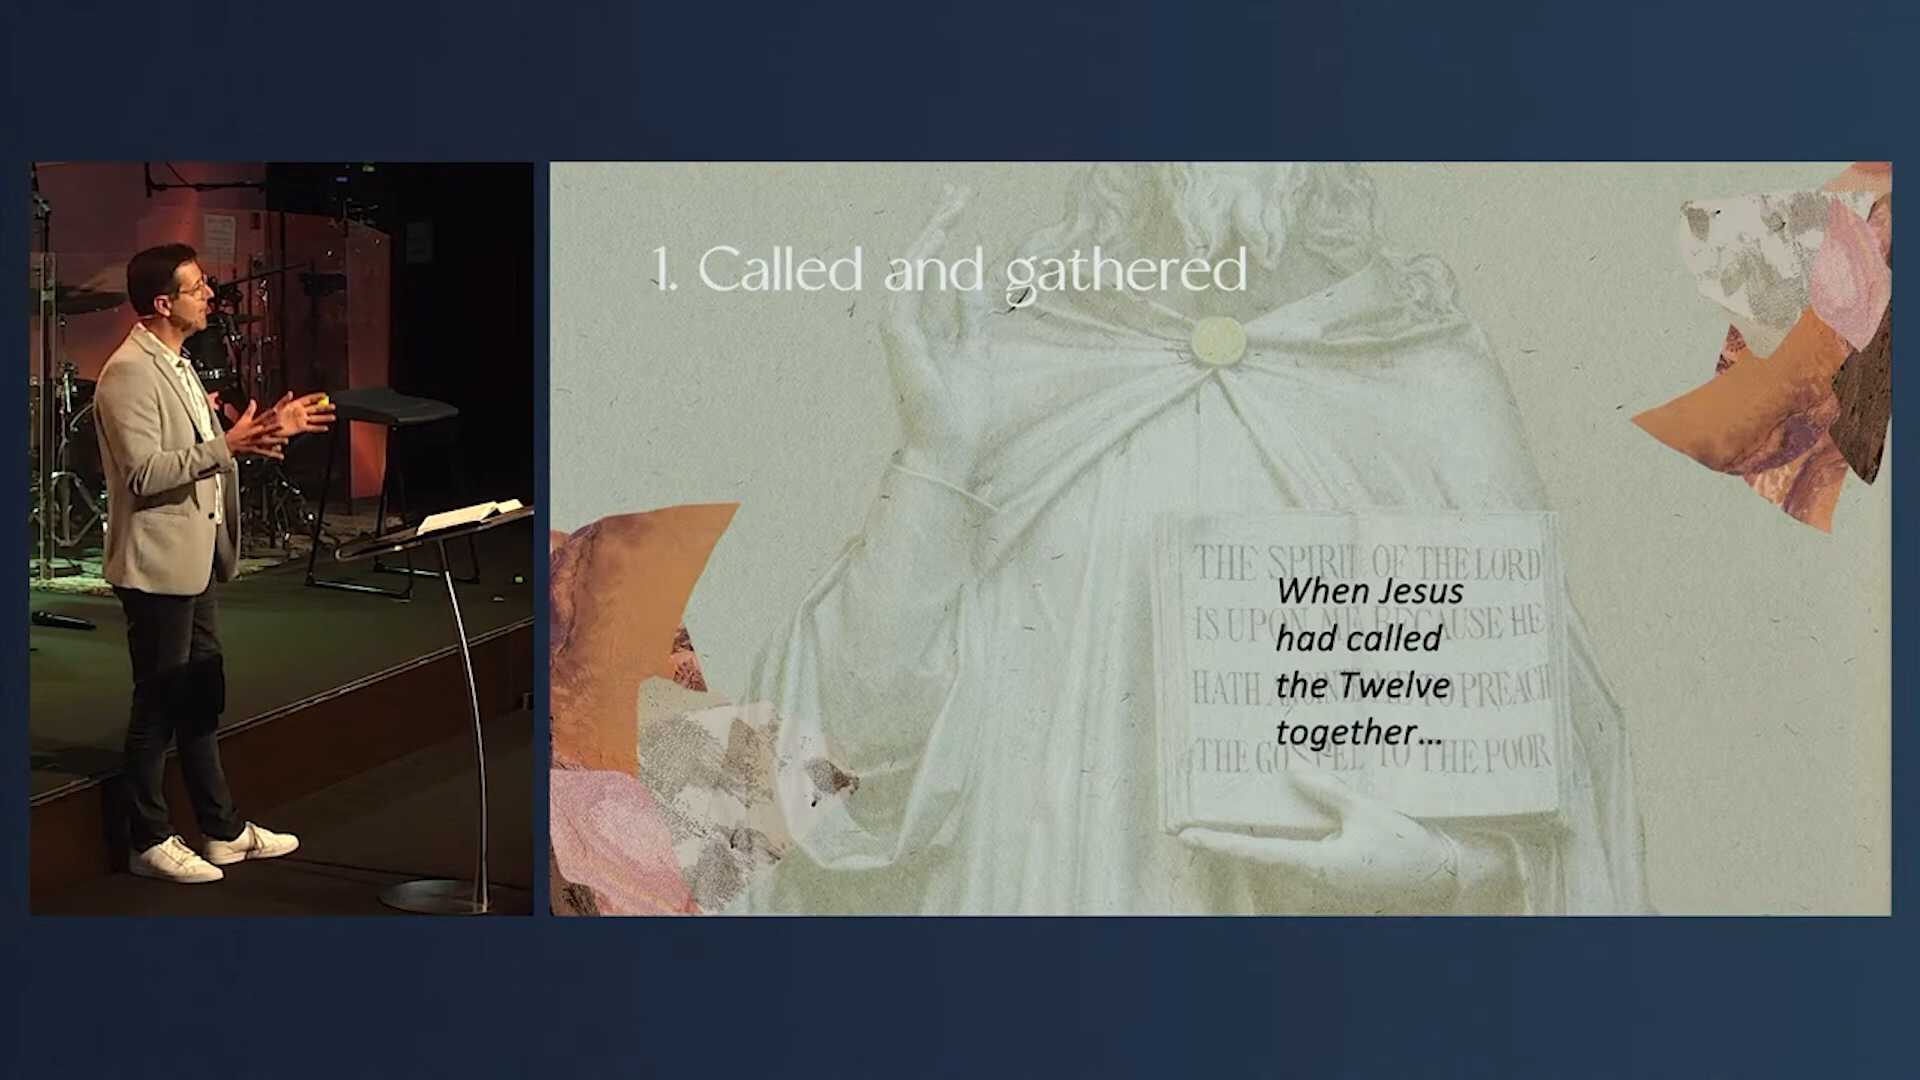 1. Called and gathered
THE SPIRIT OF THE LORD
IS UPON ME BECAUSE HE
HATH ANOINTED ME TO PREACH
THE GOSPEL TO THE POOR
When Jesus
had called
the Twelve
together...